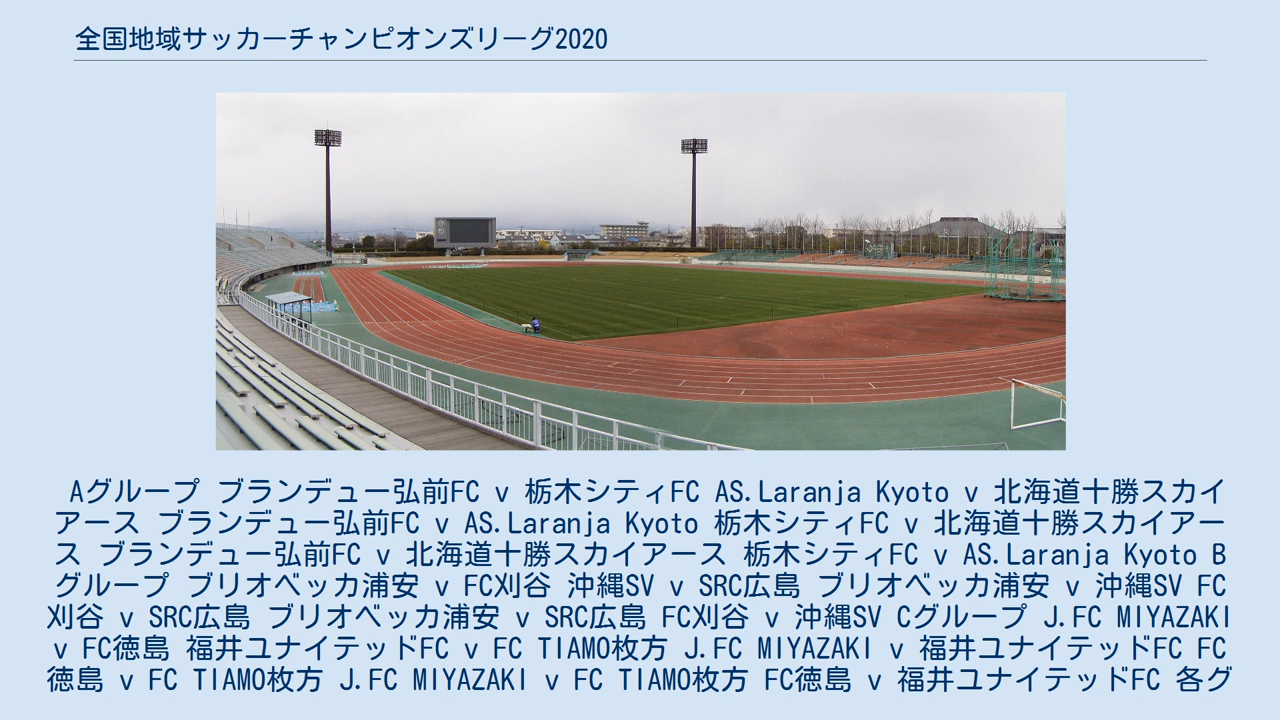 全国地域サッカーチャンピオンズリーグ2020
Aグループ ブランデュー弘前FC v 栃木シティFC AS.Laranja Kyoto v 北海道十勝スカイ
アース ブランデュー弘前FC v AS.Laranja Kyoto 栃木シティFC v 北海道十勝スカイアー
ス ブランデュー弘前FC v 北海道十勝スカイアース 栃木シティFC v AS.Laranja Kyoto B
グループ ブリオベッカ浦安 v FC刈谷 沖縄SV v SRC広島 ブリオベッカ浦安 v 沖縄SV FC
刈谷 v SRC広島 ブリオベッカ浦安 v SRC広島 FC刈谷 v 沖縄SV Cグループ J.FC MIYAZAKI
v FC徳島 福井ユナイテッドFC v FC TIAMO枚方 J.FC MIYAZAKI v 福井ユナイテッドFC FC
徳島 v FC TIAMO枚方 J.FC MIYAZAKI v FC TIAMO枚方 FC徳島 v 福井ユナイテッドFC 各グ